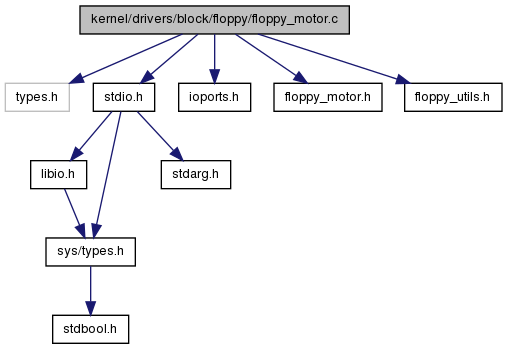 kernel/drivers/block/floppy/floppy_motor.c
types.h
stdio.h
ioports.h
floppy_motor.h
floppy_utils.h
libio.h
stdarg.h
sys/types.h
stdbool.h